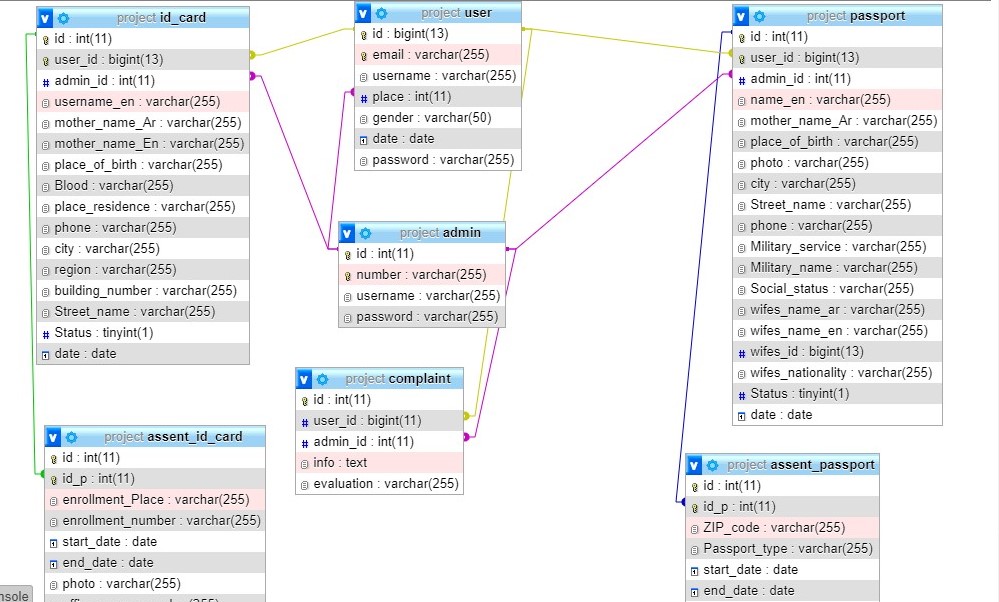 project id_card
id : int(11)
user_id : bigint(13)
admin_id : int(11)
username_en : varchar(255)
mother_name_Ar : varchar(255)
mother_name_En : varchar(255)
place_of_birth : varchar(255)
Blood : varchar(255)
place_residence : varchar(255)
phone : varchar(255)
city : varchar(255)
region : varchar(255)
building_number : varchar(255)
Street_name : varchar(255)
Status : tinyint(1)
date : date
project user
id : bigint(13)
email : varchar(255)
username : varchar(255)
place : int(11)
gender : varchar(50)
date : date
password : varchar(255)
project passport
id : int(11)
user_id : bigint(13)
admin_id : int(11)
name_en : varchar(255)
mother_name_Ar : varchar(255)
place_of_birth : varchar(255)
photo : varchar(255)
city : varchar(255)
Street_name : varchar(255)
phone : varchar(255)
Military_service : varchar(255)
Military_name : varchar(255)
Social_status : varchar(255)
wifes_name_ar : varchar(255)
wifes_name_en : varchar(255)
wifes_id : bigint(13)
wifes_nationality : varchar(255)
Status : tinyint(1)
date : date
project admin
id : int(11)
number : varchar(255)
username : varchar(255)
password : varchar(255)
project complaint
id : int(11)
user_id : bigint(11)
admin_id : int(11)
info : text
evaluation : varchar(255)
project assent_id_card
id : int(11)
id_p : int(11)
enrollment_Place : varchar(255)
enrollment_number : varchar(255)
start_date : date
end_date : date
photo : varchar(255)
project assent_passport
id : int(11)
id_p : int(11)
ZIP_code : varchar(255)
Passport_type : varchar(255)
start_date : date
end_date : date
nsole